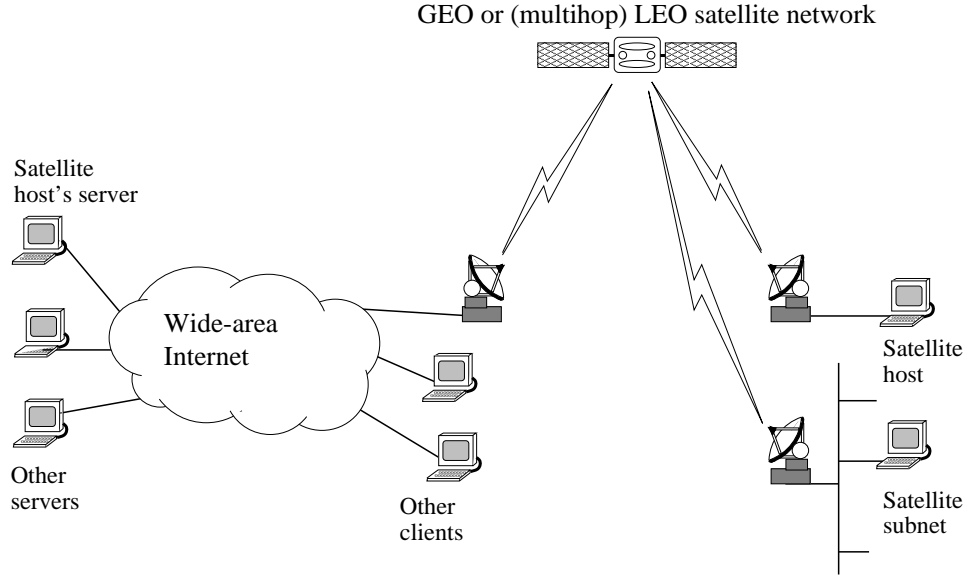 GEO or (multihop) LEO satellite network
Satellite
host's server
Wide-area
Internet
Satellite
host
Other
servers
Other
clients
Satellite
subnet